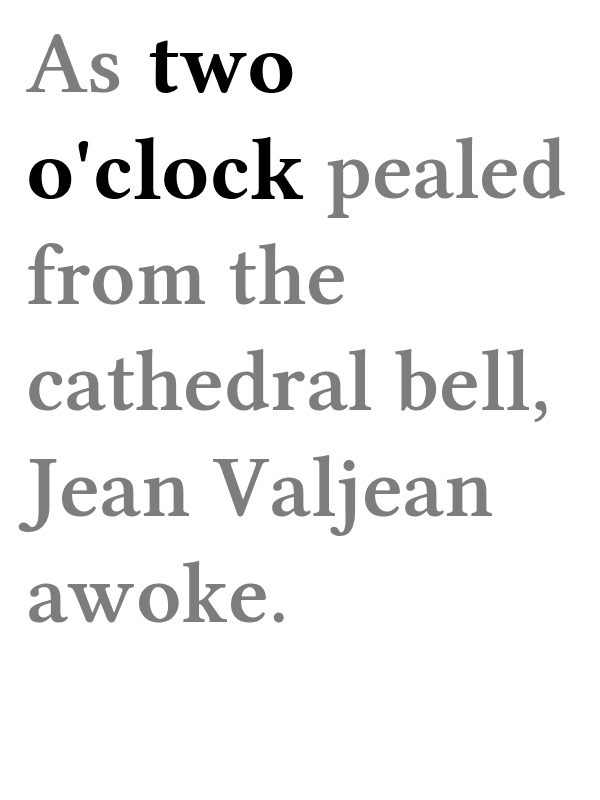 As two
o'clock pealed
from the
cathedral bell,
Jean Valjean
awoke.